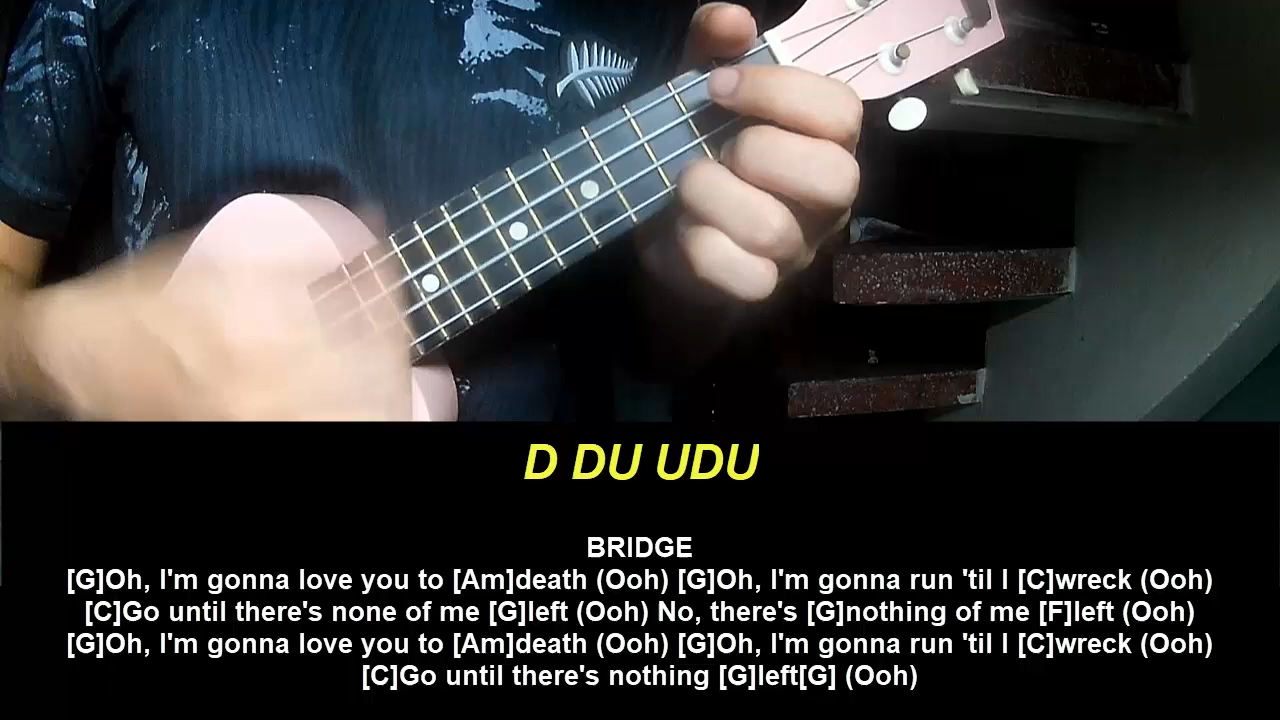 D DU UDU
BRIDGE
[G]Oh, I'm gonna love you to [Am]death (Ooh) [G]Oh, I'm gonna run 'til I [C]wreck (Ooh)
[C]Go until there's none of me [G]left (Ooh) No, there's [G]nothing of me [F]left (Ooh)
[G]Oh, I'm gonna love you to [Am]death (Ooh) [G]Oh, I'm gonna run 'til I [C]wreck (Ooh)
[C]Go until there's nothing [G]left[G] (Ooh)